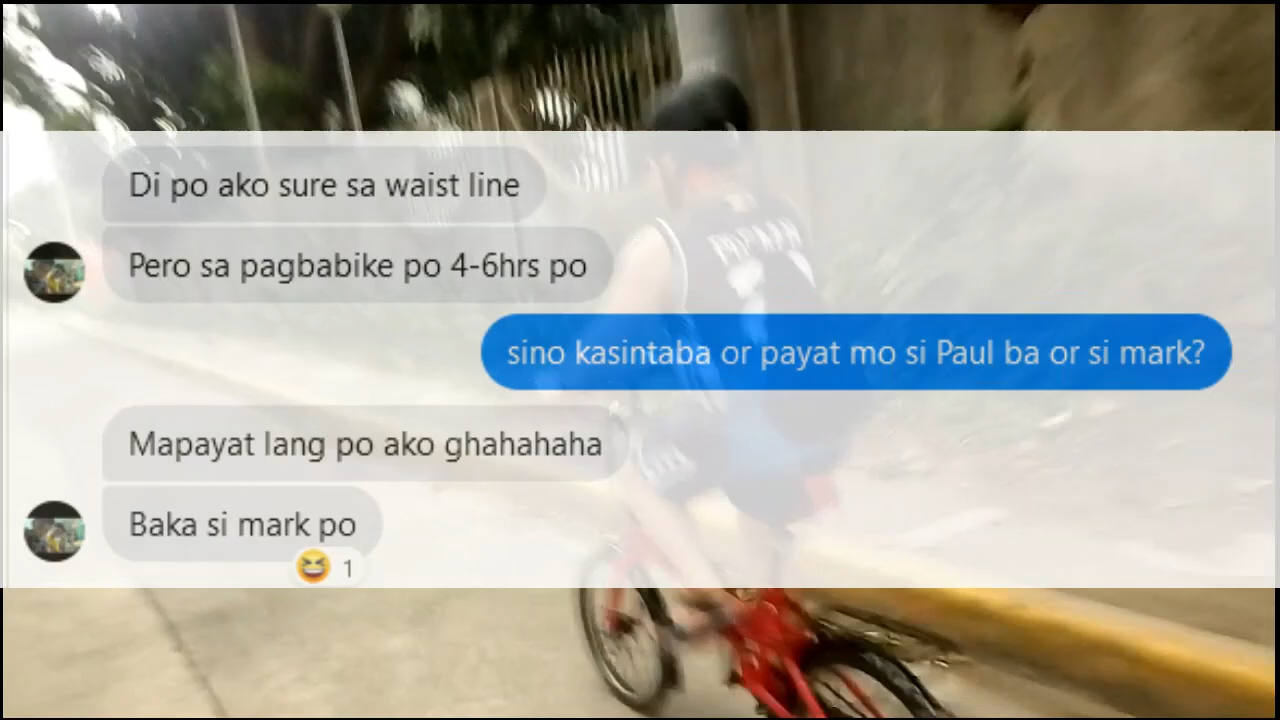 Di po ako sure sa waist line
Pero sa pagbabike po 4-6hrs po
sino kasintaba or payat mo si Paul ba or si mark?
Mapayat lang po ako ghahahaha
Baka si mark po
1